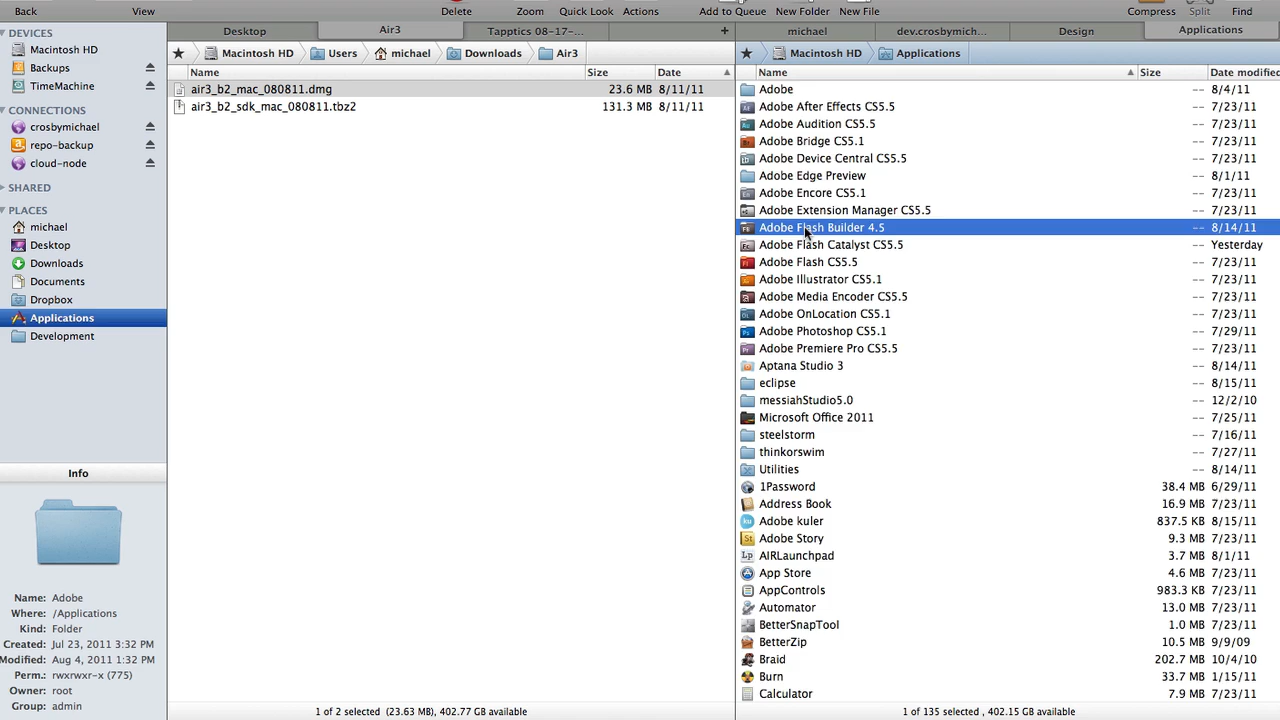 Back View Delete Zoom Quick Look Actions Add to Queue New Folder New File Compress Split Find
Desktop Air3 Tapptics 08-17-... + michael dev.crosbymich... Design Applications
Macintosh HD Users michael Downloads Air3
Macintosh HD Applications
DEVICES
Macintosh HD
Backups
TimeMachine
CONNECTIONS
crosbymichael
repo-backup
cloud-node
SHARED
PLACES
michael
Desktop
Downloads
Documents
Dropbox
Applications
Development
Info
Name: Adobe
Where: /Applications
Kind: Folder
Created: Jul 23, 2011 3:32 PM
Modified: Aug 4, 2011 1:32 PM
Perm.: rwxrwxr-x (775)
Owner: root
Group: admin
Name Size Date
air3_b2_mac_080811.dmg 23.6 MB 8/11/11
air3_b2_sdk_mac_080811.tbz2 131.3 MB 8/11/11
1 of 2 selected (23.63 MB), 402.77 GB available
Name Size Date modified
Adobe -- 8/4/11
Adobe After Effects CS5.5 -- 7/23/11
Adobe Audition CS5.5 -- 7/23/11
Adobe Bridge CS5.1 -- 7/23/11
Adobe Device Central CS5.5 -- 7/23/11
Adobe Edge Preview -- 8/1/11
Adobe Encore CS5.1 -- 7/23/11
Adobe Extension Manager CS5.5 -- 7/23/11
Adobe Flash Builder 4.5 -- 8/14/11
Adobe Flash Catalyst CS5.5 -- Yesterday
Adobe Flash CS5.5 -- 7/23/11
Adobe Illustrator CS5.1 -- 7/23/11
Adobe Media Encoder CS5.5 -- 7/23/11
Adobe OnLocation CS5.1 -- 7/23/11
Adobe Photoshop CS5.1 -- 7/29/11
Adobe Premiere Pro CS5.5 -- 7/23/11
Aptana Studio 3 -- 8/14/11
eclipse -- 8/15/11
messiahStudio5.0 -- 12/2/10
Microsoft Office 2011 -- 7/25/11
steelstorm -- 7/16/11
thinkorswim -- 7/27/11
Utilities -- 8/14/11
1Password 38.4 MB 6/29/11
Address Book 16.9 MB 7/23/11
Adobe kuler 837.3 KB 8/15/11
Adobe Story 9.3 MB 7/23/11
AIRLaunchpad 3.7 MB 8/1/11
App Store 4.6 MB 7/23/11
AppControls 983.3 KB 7/23/11
Automator 13.0 MB 7/23/11
BetterSnapTool 1.0 MB 7/23/11
BetterZip 10.5 MB 9/9/09
Braid 202.7 MB 10/4/10
Burn 33.7 MB 1/15/11
Calculator 7.9 MB 7/23/11
1 of 135 selected , 402.15 GB available